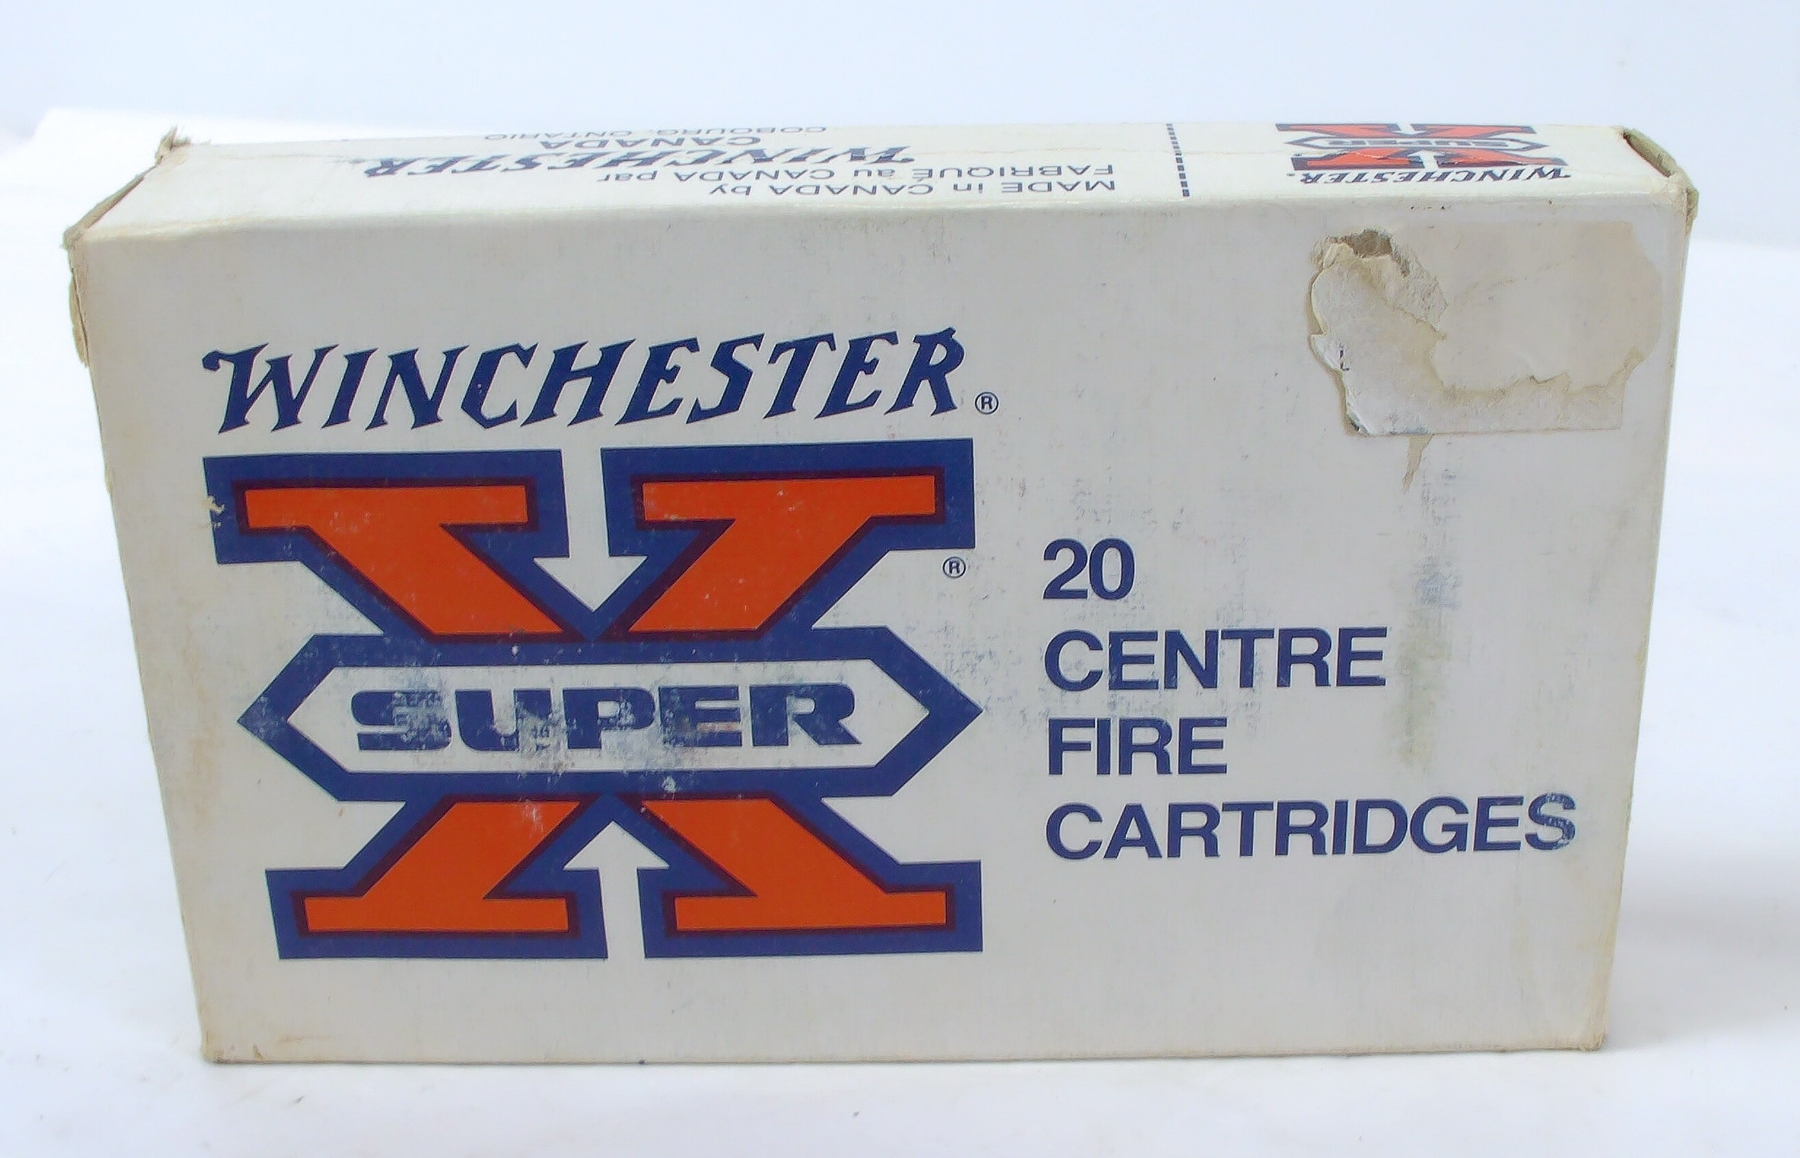 COBOURG, ONTARIO
CANADA
WINCHESTER
FABRIQUÉ au CANADA par
MADE in CANADA by
SUPER X
WINCHESTER
WINCHESTER®
SUPER X®
20
CENTRE
FIRE
CARTRIDGES